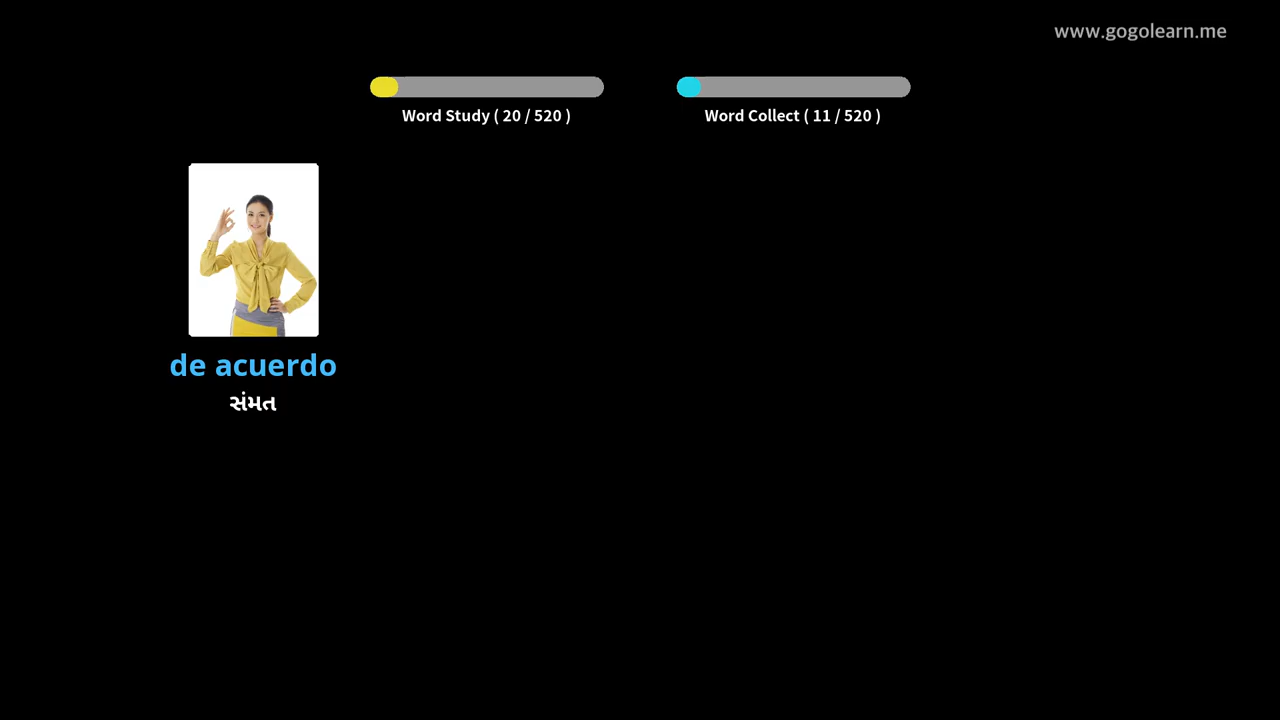 www.gogolearn.me
Word Study ( 20 / 520 )
Word Collect ( 11 / 520 )
de acuerdo
સંમત